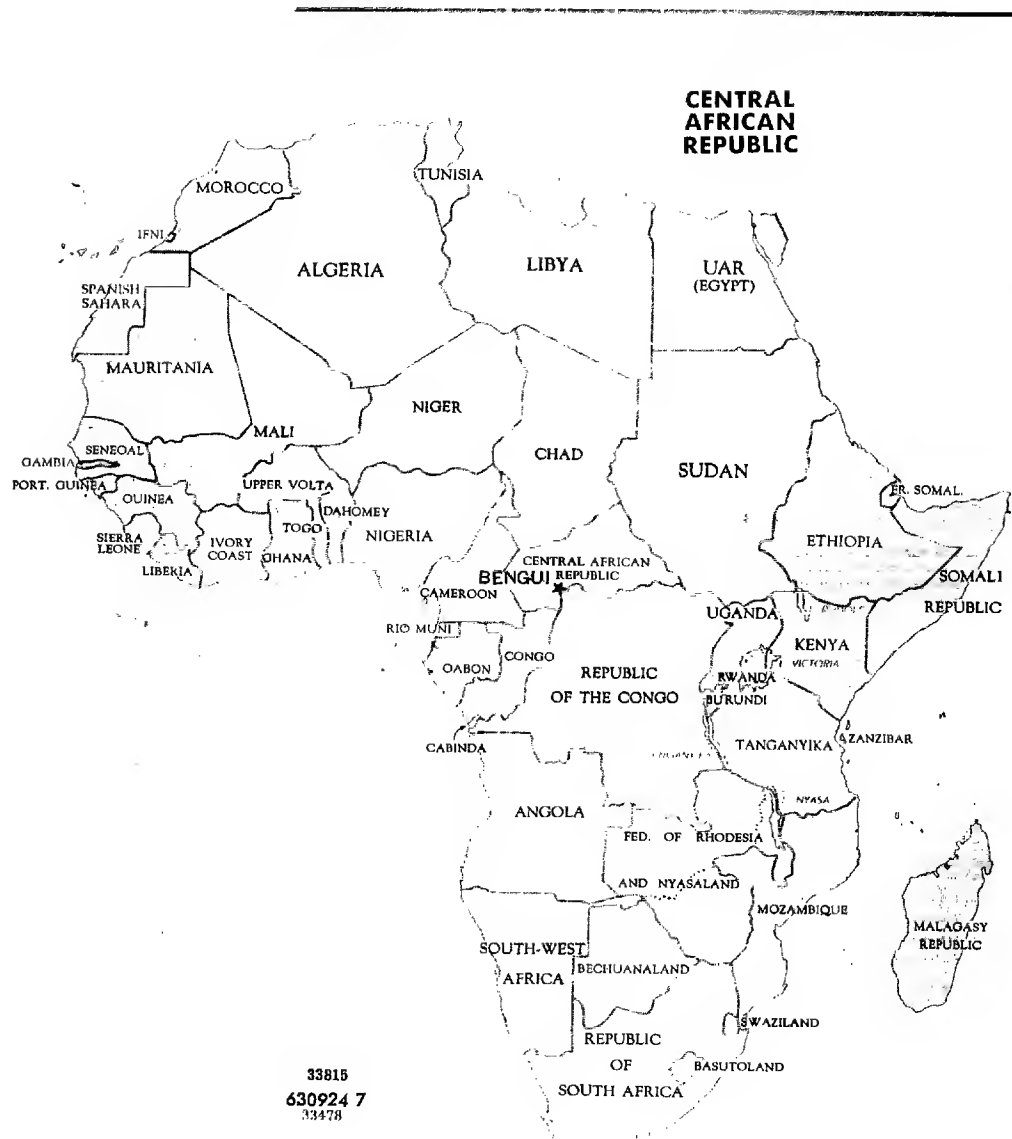 CENTRAL
AFRICAN
REPUBLIC
TUNISIA
MOROCCO
IFNI
ALGERIA
LIBYA
UAR
(EGYPT)
SPANISH
SAHARA
MAURITANIA
NIGER
MALI
CHAD
SUDAN
SENEOAL
GAMBIA
PORT. GUINEA
OUINEA
UPPER VOLTA
DAHOMEY
FR. SOMAL.
SIERRA
LEONE
IVORY
COAST
TOGO
GHANA
NIGERIA
ETHIOPIA
LIBEKIA
CENTRAL AFRICAN
REPUBLIC
BENGUI
SOMALI
REPUBLIC
CAMEROON
UGANDA
RIO MUNI
KENYA
VICTORIA
OABON
CONGO
REPUBLIC
OF THE CONGO
RWANDA
BURUNDI
CABINDA
TANGANYIKA
ZANZIBAR
NYASA
ANGOLA
FED. OF RHODESIA
AND NYASALAND
MOZAMBIQUE
MALAGASY
REPUBLIC
SOUTH-WEST
AFRICA
BECHUANALAND
SWAZILAND
REPUBLIC
OF
SOUTH AFRICA
BASUTOLAND
33815
630924 7
33478